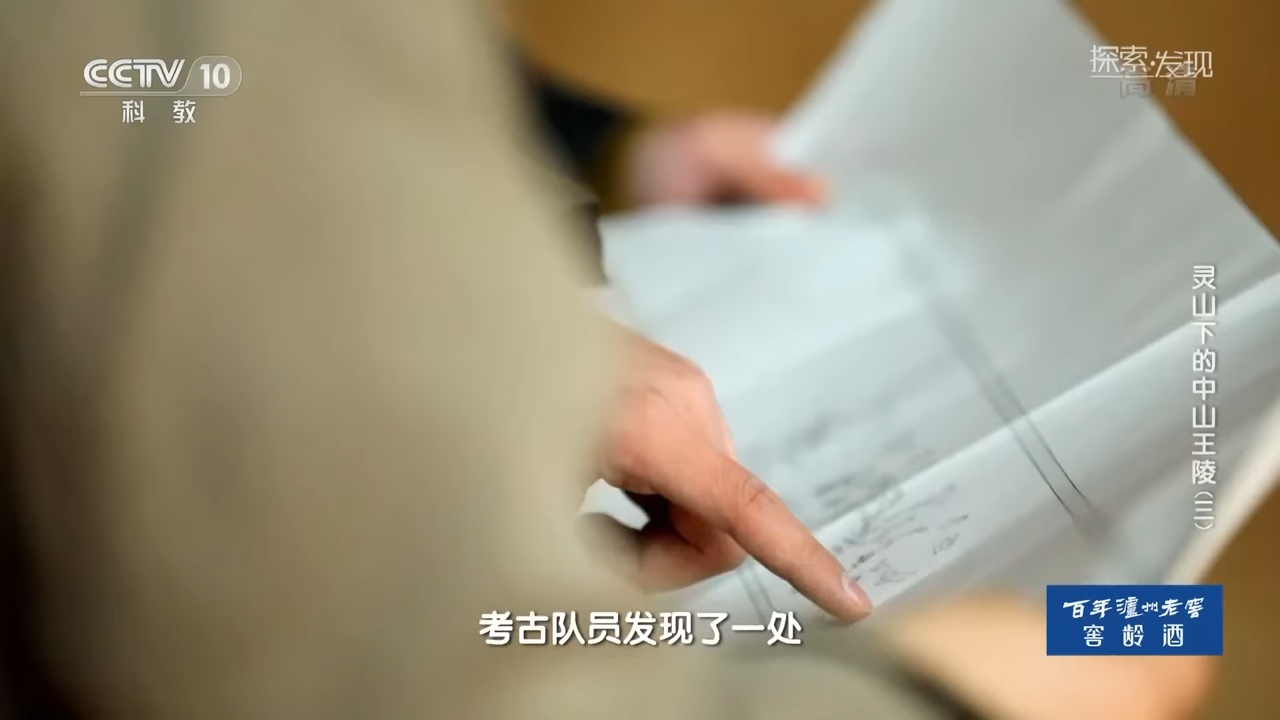 CCTV 10
科教
探索·发现
高清
灵山下的中山王陵(三)
考古队员发现了一处
百年泸州老窖
窖龄酒